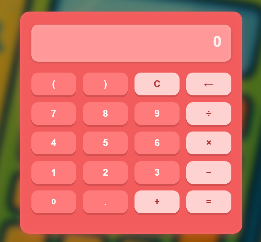 0
( ) C ←
7 8 9 ÷
4 5 6 ×
1 2 3 −
0 . + =